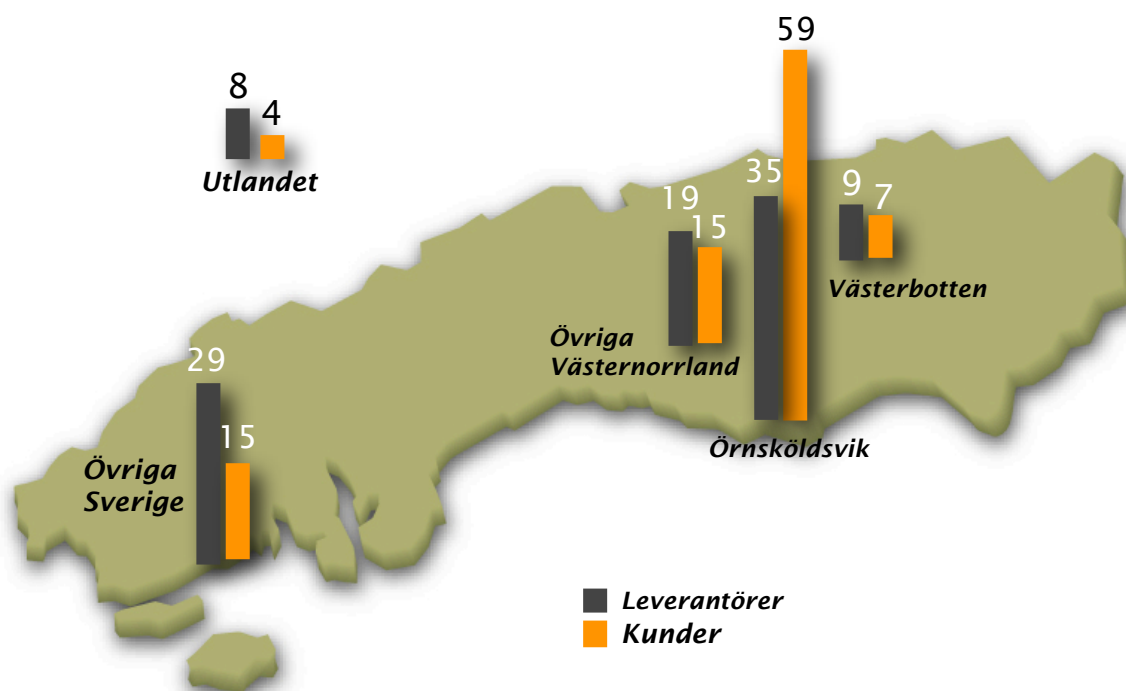 59
8
4
Utlandet
35
9
7
19
15
Västerbotten
Övriga
Västernorrland
29
Örnsköldsvik
15
Övriga
Sverige
Leverantörer
Kunder